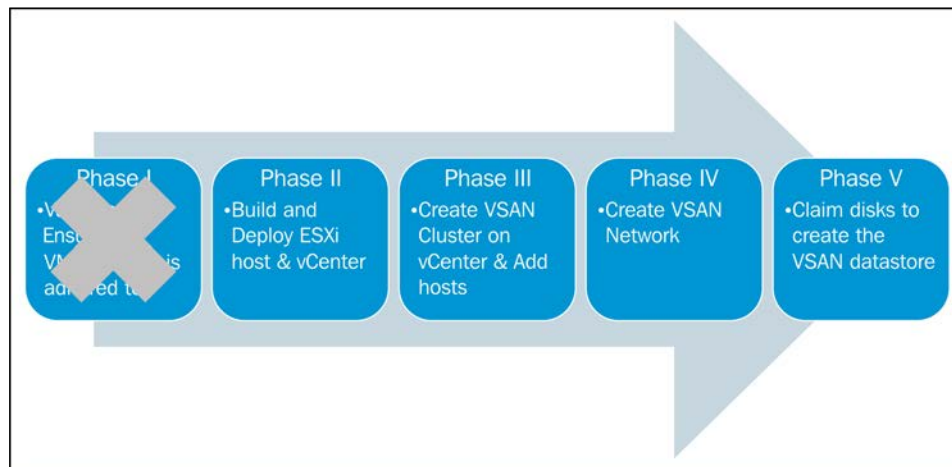 Phase I
Phase II
•Build and
Deploy ESXi
host & vCenter
Phase III
•Create VSAN
Cluster on
vCenter & Add
hosts
Phase IV
•Create VSAN
Network
Phase V
•Claim disks to
create the
VSAN datastore